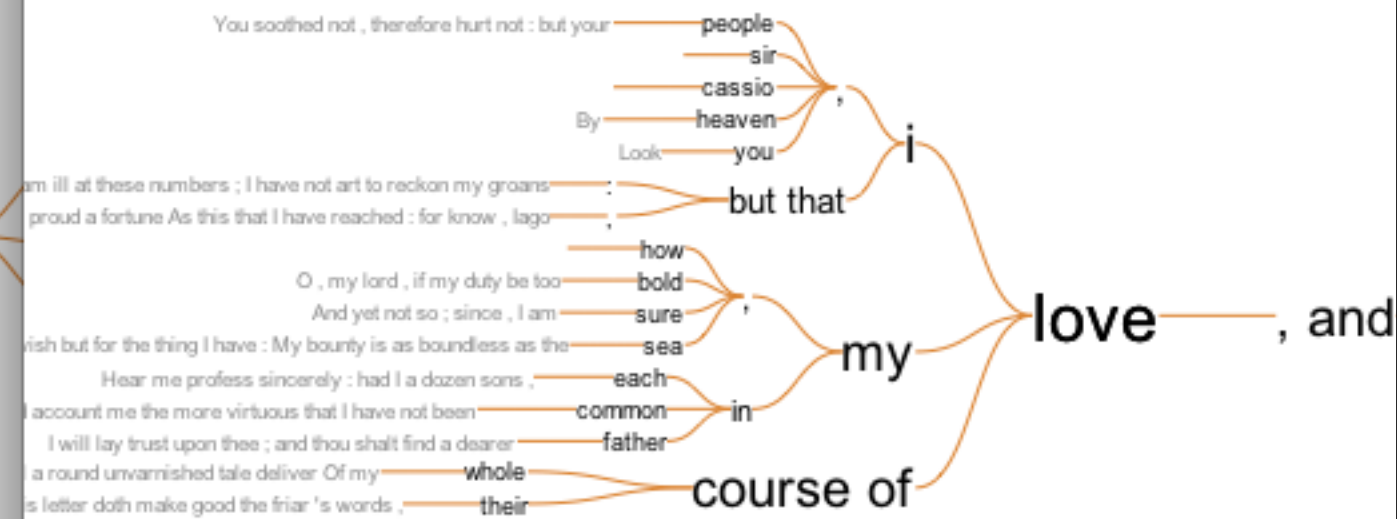 You soothed not , therefore hurt not : but your people
sir
cassio ,
By heaven i
Look you
am ill at these numbers ; I have not art to reckon my groans :
but that
proud a fortune As this that I have reached : for know , Iago ,
how
O , my lord , if my duty be too bold
,
And yet not so ; since , I am sure love , and
but for the thing I have : My bounty is as boundless as the sea my
Hear me profess sincerely : had I a dozen sons , each
account me the more virtuous that I have not been common in
I will lay trust upon thee ; and thou shalt find a dearer father
a round unvarnished tale deliver Of my whole
course of
letter doth make good the friar 's words , their